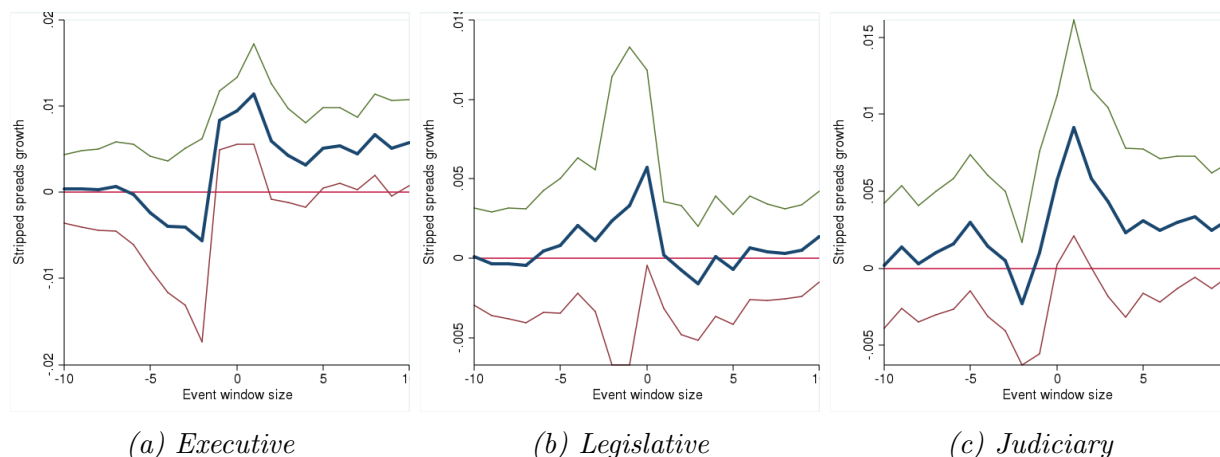 Stripped spreads growth
-.02 -.01 0 .01 .02
-10 -5 0 5 1
Event window size
(a) Executive
Stripped spreads growth
-.005 0 .005 .01 .015
-10 -5 0 5 1
Event window size
(b) Legislative
Stripped spreads growth
-.005 0 .005 .01 .015
-10 -5 0 5
Event window size
(c) Judiciary